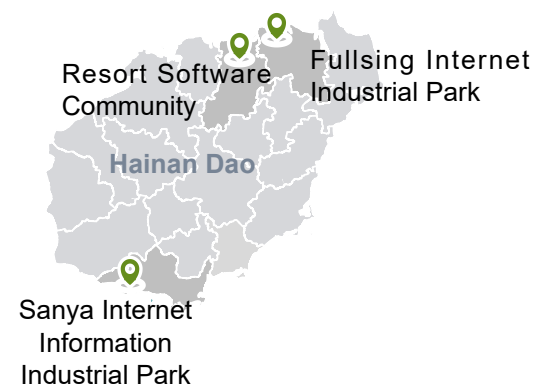 Fullsing Internet
Industrial Park
Resort Software
Community
Hainan Dao
Sanya Internet
Information
Industrial Park